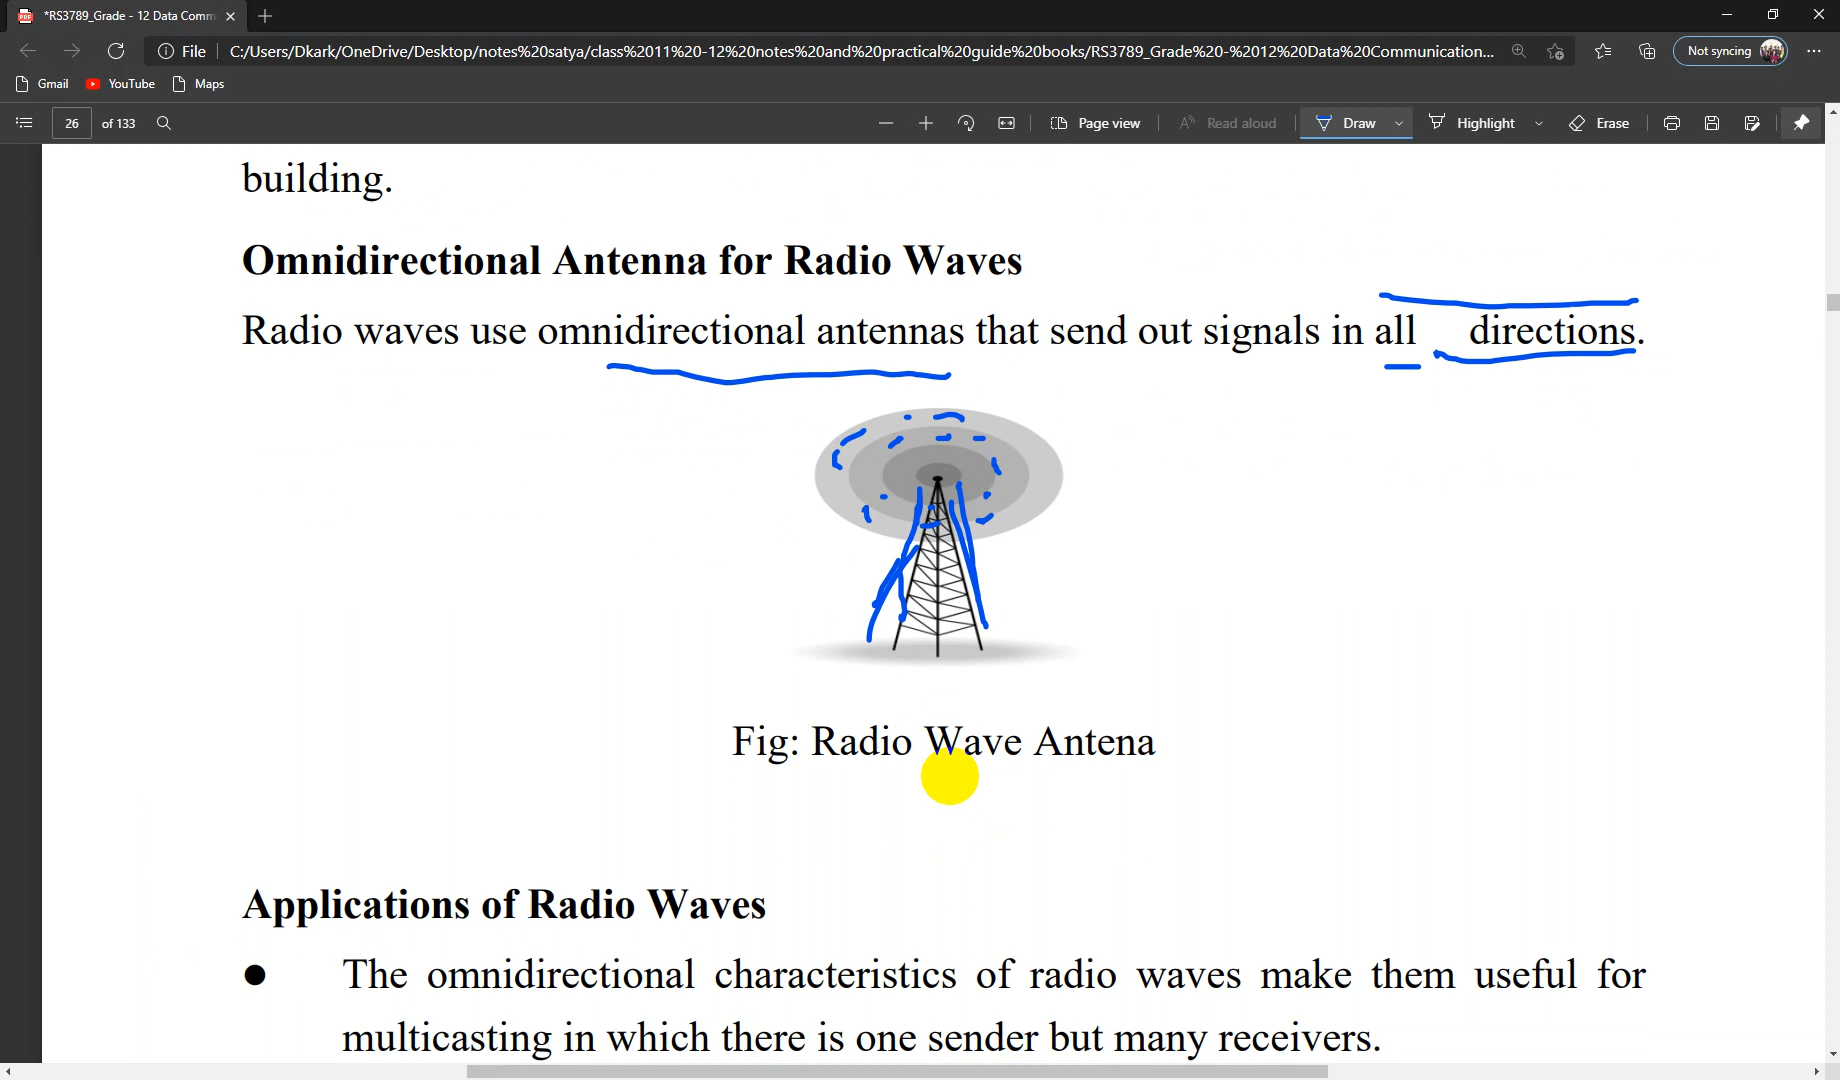 *RS3789_Grade - 12 Data Comm
File
C:/Users/Dkark/OneDrive/Desktop/notes%20satya/class%2011%20-12%20notes%20and%20practical%20guide%20books/RS3789_Grade%20-%2012%20Data%20Communication...
Not syncing
Gmail YouTube Maps
26 of 133 Page view Read aloud Draw Highlight Erase
building.
Omnidirectional Antenna for Radio Waves
Radio waves use omnidirectional antennas that send out signals in all directions.
Fig: Radio Wave Antena
Applications of Radio Waves
● The omnidirectional characteristics of radio waves make them useful for
multicasting in which there is one sender but many receivers.